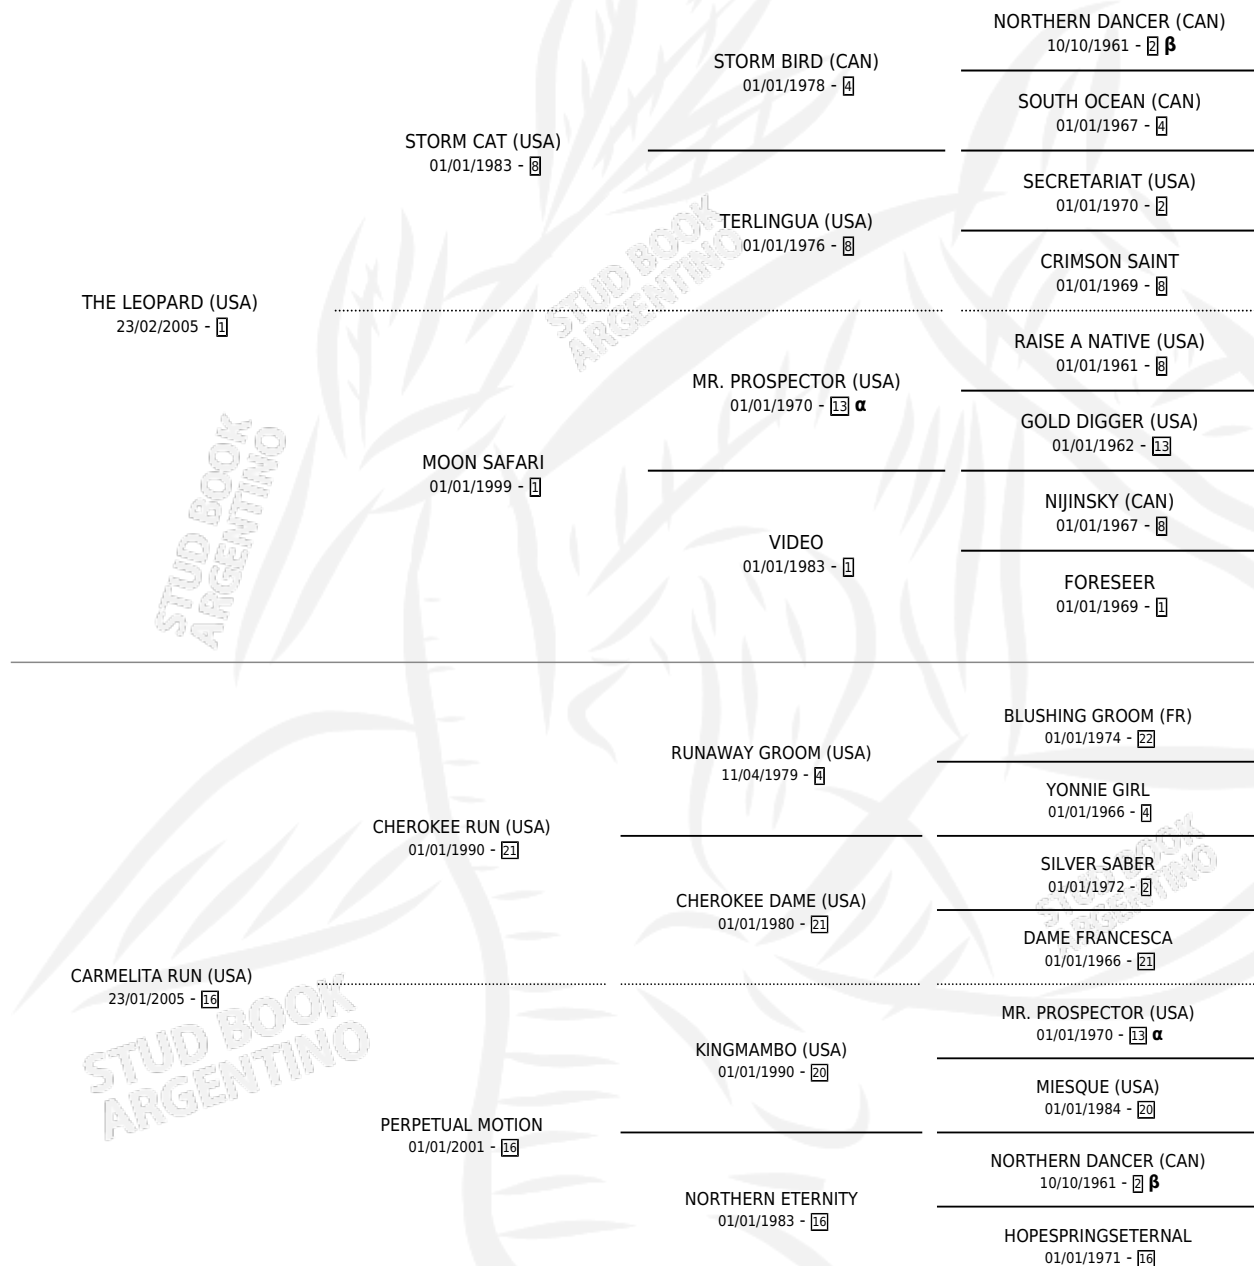 NORTHERN DANCER (CAN)
10/10/1961 - 2 β
STORM BIRD (CAN)
01/01/1978 - 4
SOUTH OCEAN (CAN)
01/01/1967 - 4
STORM CAT (USA)
01/01/1983 - 8
SECRETARIAT (USA)
01/01/1970 - 2
TERLINGUA (USA)
01/01/1976 - 8
CRIMSON SAINT
01/01/1969 - 8
THE LEOPARD (USA)
23/02/2005 - 1
RAISE A NATIVE (USA)
01/01/1961 - 8
MR. PROSPECTOR (USA)
01/01/1970 - 13 α
GOLD DIGGER (USA)
01/01/1962 - 13
MOON SAFARI
01/01/1999 - 1
NIJINSKY (CAN)
01/01/1967 - 8
VIDEO
01/01/1983 - 1
FORESEER
01/01/1969 - 1
BLUSHING GROOM (FR)
01/01/1974 - 22
RUNAWAY GROOM (USA)
11/04/1979 - 4
YONNIE GIRL
01/01/1966 - 4
CHEROKEE RUN (USA)
01/01/1990 - 21
SILVER SABER
01/01/1972 - 2
CHEROKEE DAME (USA)
01/01/1980 - 21
DAME FRANCESCA
01/01/1966 - 21
CARMELITA RUN (USA)
23/01/2005 - 16
MR. PROSPECTOR (USA)
01/01/1970 - 13 α
KINGMAMBO (USA)
01/01/1990 - 20
MIESQUE (USA)
01/01/1984 - 20
PERPETUAL MOTION
01/01/2001 - 16
NORTHERN DANCER (CAN)
10/10/1961 - 2 β
NORTHERN ETERNITY
01/01/1983 - 16
HOPESPRINGSETERNAL
01/01/1971 - 16
STUD BOOK
ARGENTINO
STUD BOOK
ARGENTINO
STUD BOOK
ARGENTINO
STUD BOOK
ARGENTINO